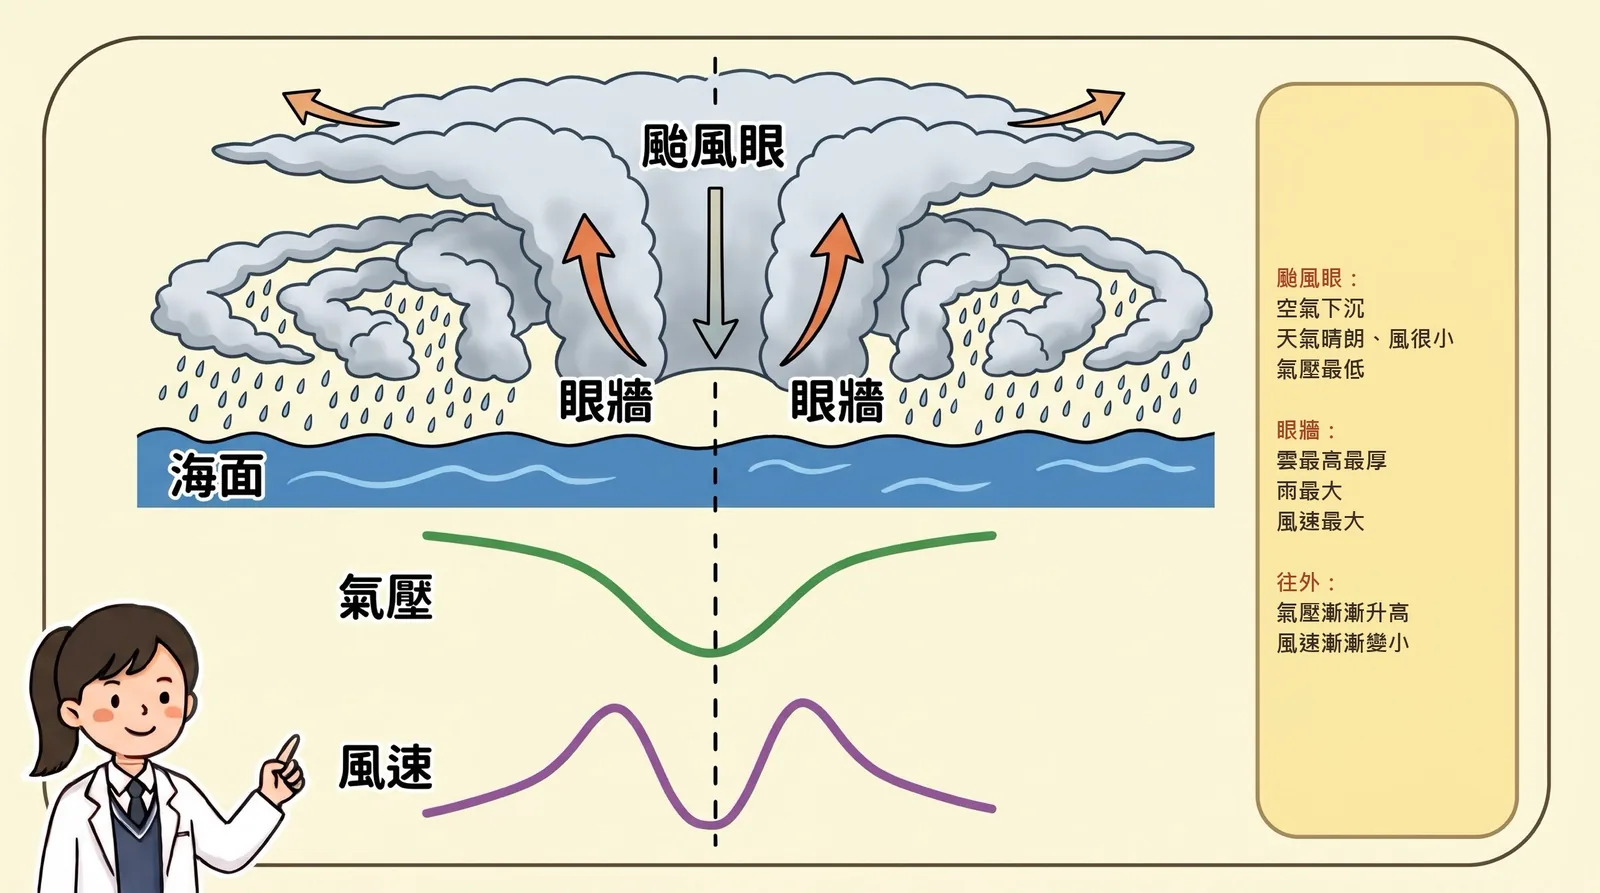 颱風眼
眼牆
眼牆
海面
氣壓
風速
颱風眼：
空氣下沉
天氣晴朗、風很小
氣壓最低
眼牆：
雲最高最厚
雨最大
風速最大
往外：
氣壓漸漸升高
風速漸漸變小